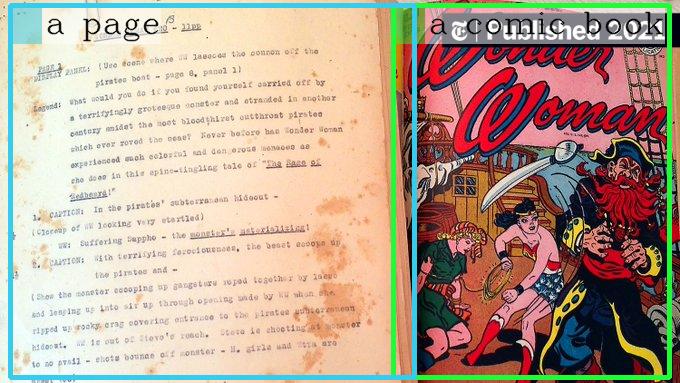 a page
a comic book
Published 2021
- 11pp
PAGE 1
DISPLAY PANEL: (Use scene where WW lassoes the cannon off the
pirates boat - page 6, panel 1)
Legend: What would you do if you found yourself carried off by
a terrifyingly grotesque monster and stranded in another
century amidst the most bloodthirst cutthroat pirates
which ever roved the seas? Never before has Wonder Woman
experienced such colorful and dangerous menaces as
she does in this spine-tingling tale of "The Rage of
Redbeard!"
1. CAPTION: In the pirates' subterranean hideout -
(Closeup of WW looking very startled)
WW: Suffering Sappho - the monster's materializing!
2. CAPTION: With terrifying ferociousness, the beast scoops up
the pirates and -
(Show the monster scooping up gangsters roped together by lasso
and leaping up into air up through opening made by WW when she
ripped up rocky crag covering entrance to the pirates subterranean
hideout. WW is out of Steve's reach. Steve is shooting at monster
to no avail - shots bounce off monster - H. girls and Etta are
Wonder
Woman